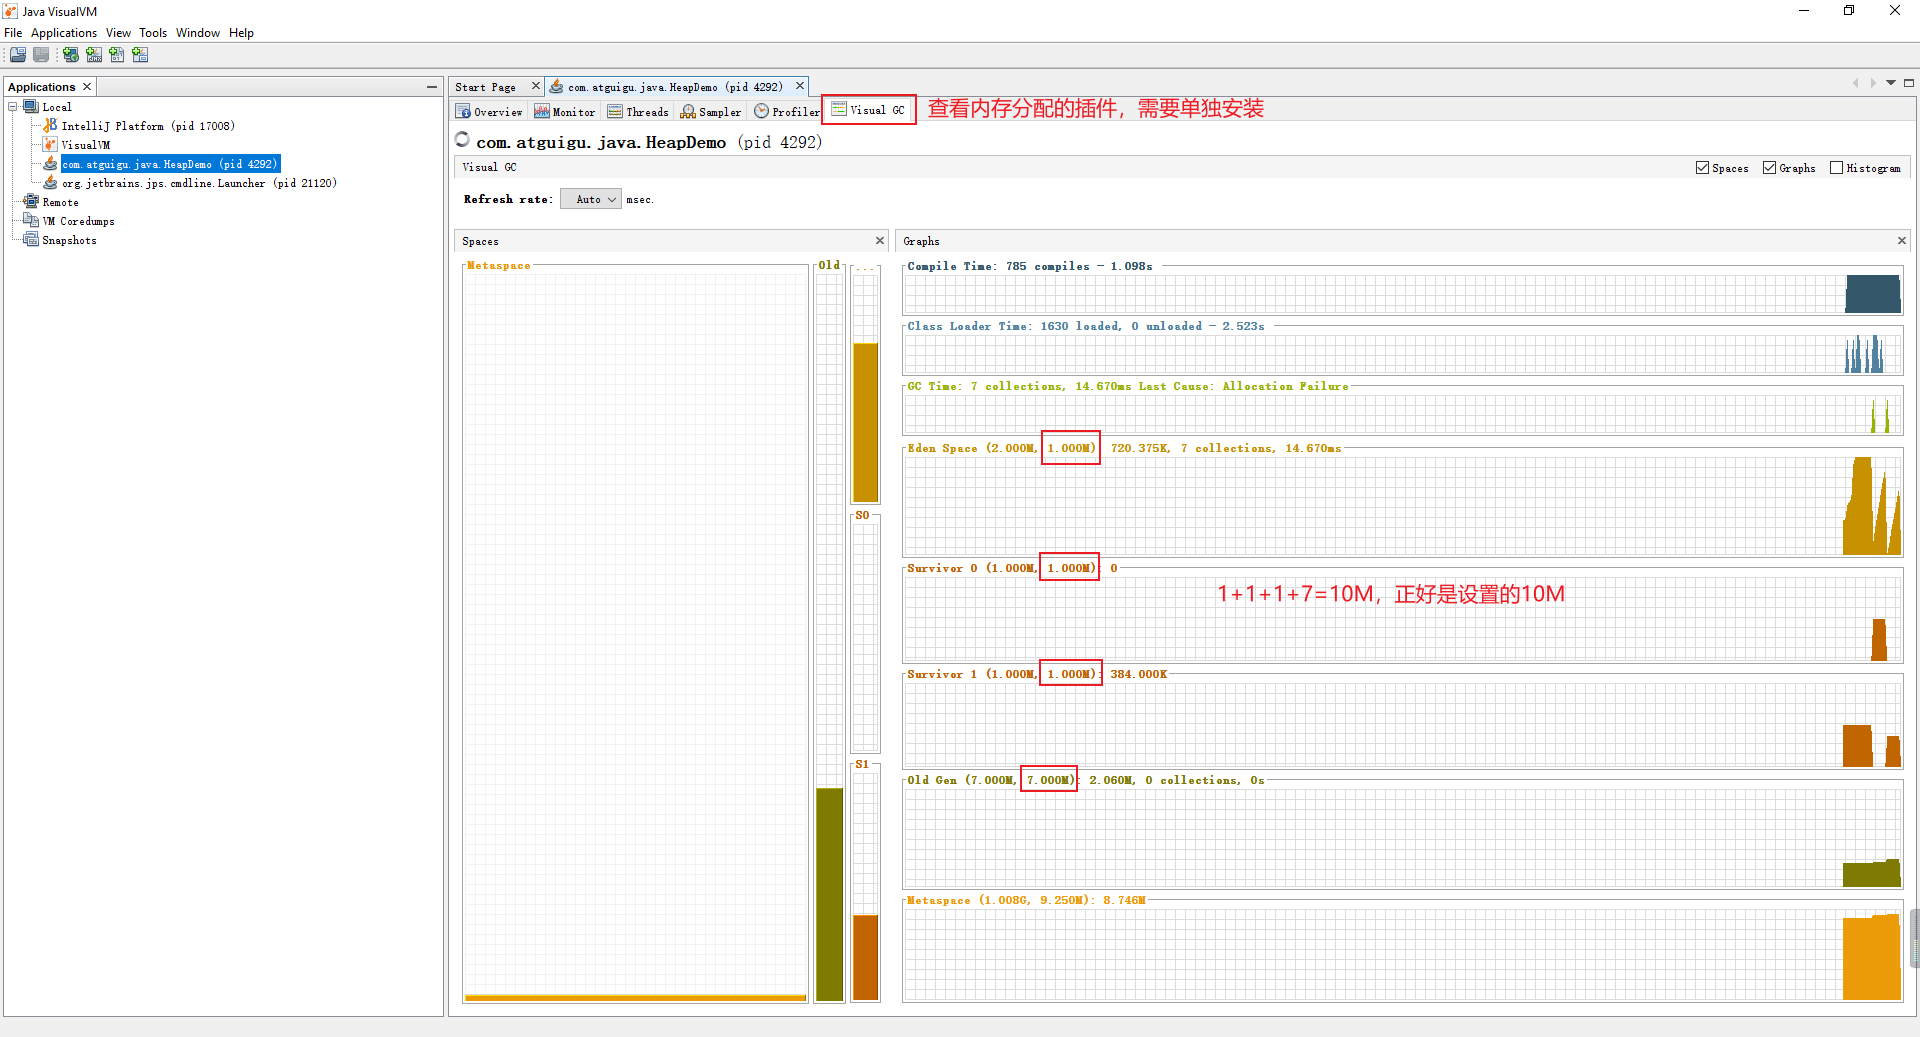 Java VisualVM
File Applications View Tools Window Help
Applications
Local
IntelliJ Platform (pid 17008)
VisualVM
com.atguigu.java.HeapDemo (pid 4292)
org.jetbrains.jps.cmdline.Launcher (pid 21120)
Remote
VM Coredumps
Snapshots
Start Page com.atguigu.java.HeapDemo (pid 4292)
Overview Monitor Threads Sampler Profiler Visual GC 查看内存分配的插件，需要单独安装
com.atguigu.java.HeapDemo (pid 4292)
Visual GC Spaces Graphs Histogram
Refresh rate: Auto msec.
Spaces
Metaspace Old ...
S0
S1
Graphs
Compile Time: 785 compiles - 1.098s
Class Loader Time: 1630 loaded, 0 unloaded - 2.523s
GC Time: 7 collections, 14.670ms Last Cause: Allocation Failure
Eden Space (2.000M, 1.000M): 720.375K, 7 collections, 14.670ms
Survivor 0 (1.000M, 1.000M): 0
1+1+1+7=10M，正好是设置的10M
Survivor 1 (1.000M, 1.000M): 384.000K
Old Gen (7.000M, 7.000M): 2.060M, 0 collections, 0s
Metaspace (1.008G, 9.250M): 8.746M